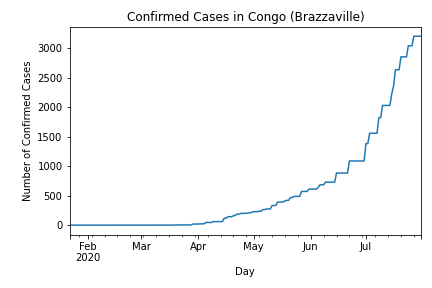 Confirmed Cases in Congo (Brazzaville)
Number of Confirmed Cases
3000
2500
2000
1500
1000
500
0
Feb Mar Apr May Jun Jul
2020
Day